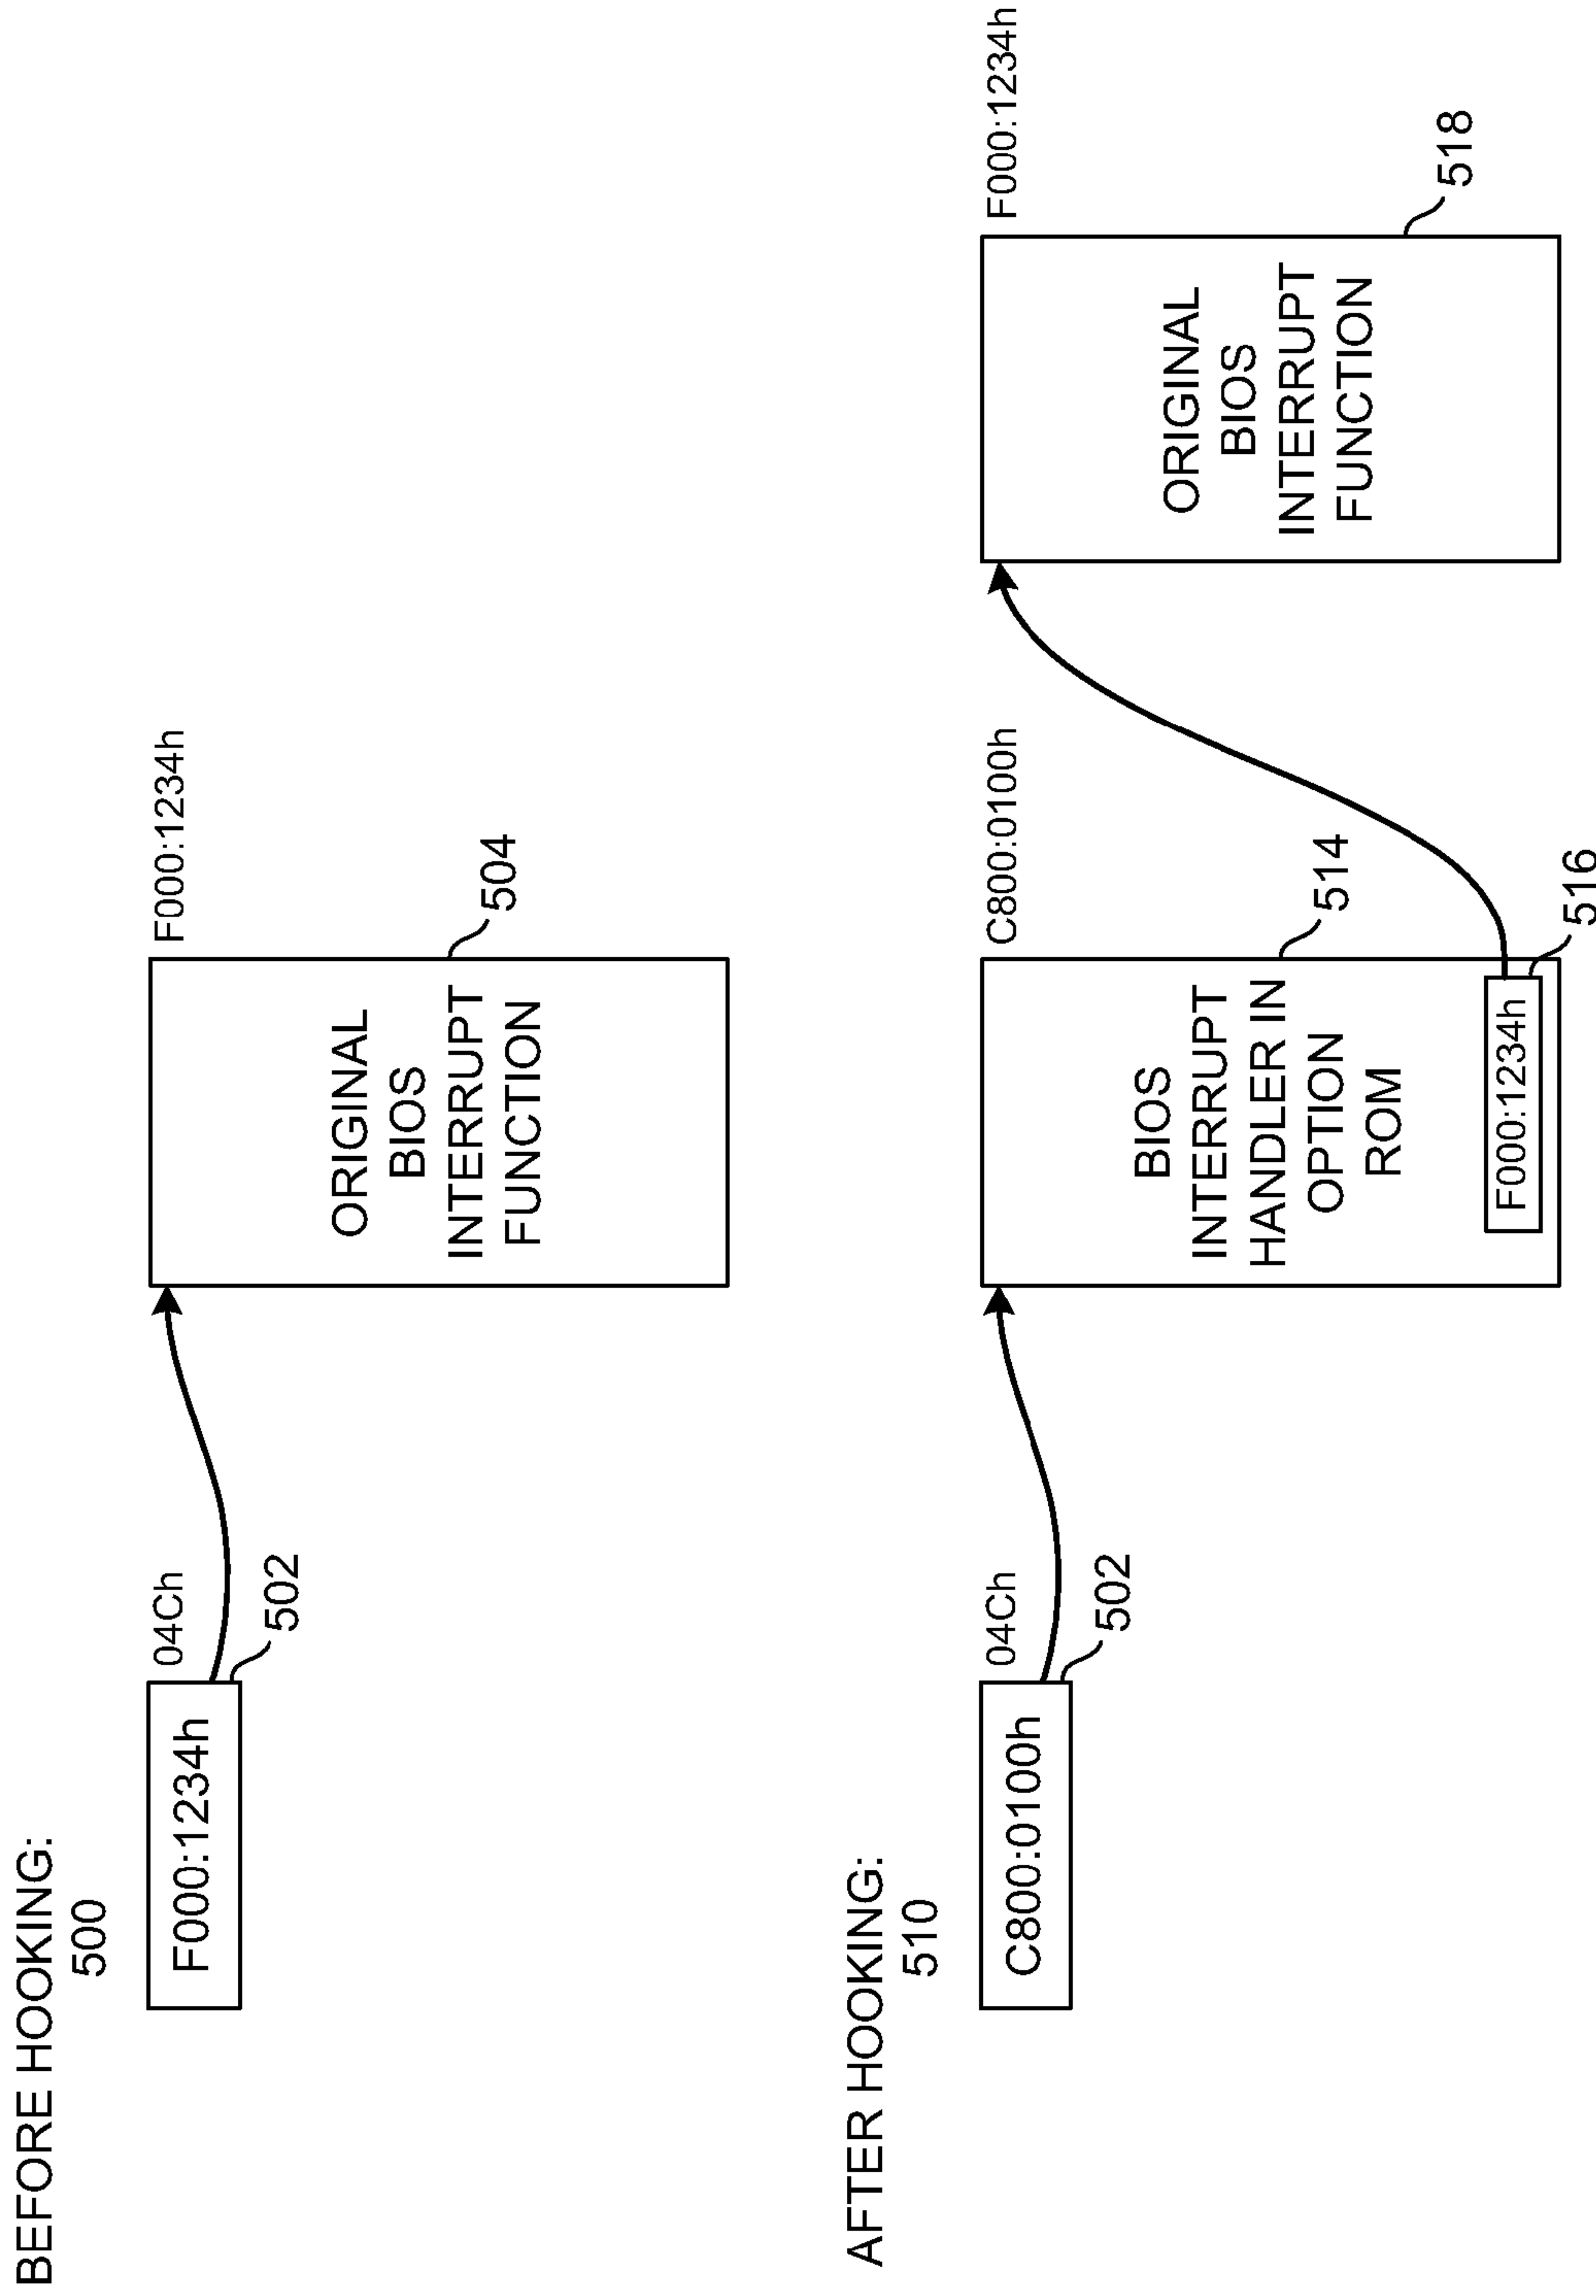 BEFORE HOOKING:
500
F000:1234h
04Ch
502
F000:1234h
ORIGINAL
BIOS
INTERRUPT
FUNCTION
504
AFTER HOOKING:
510
C800:0100h
04Ch
502
C800:0100h
BIOS
INTERRUPT
HANDLER IN
OPTION
ROM
514
F000:1234h
516
F000:1234h
ORIGINAL
BIOS
INTERRUPT
FUNCTION
518